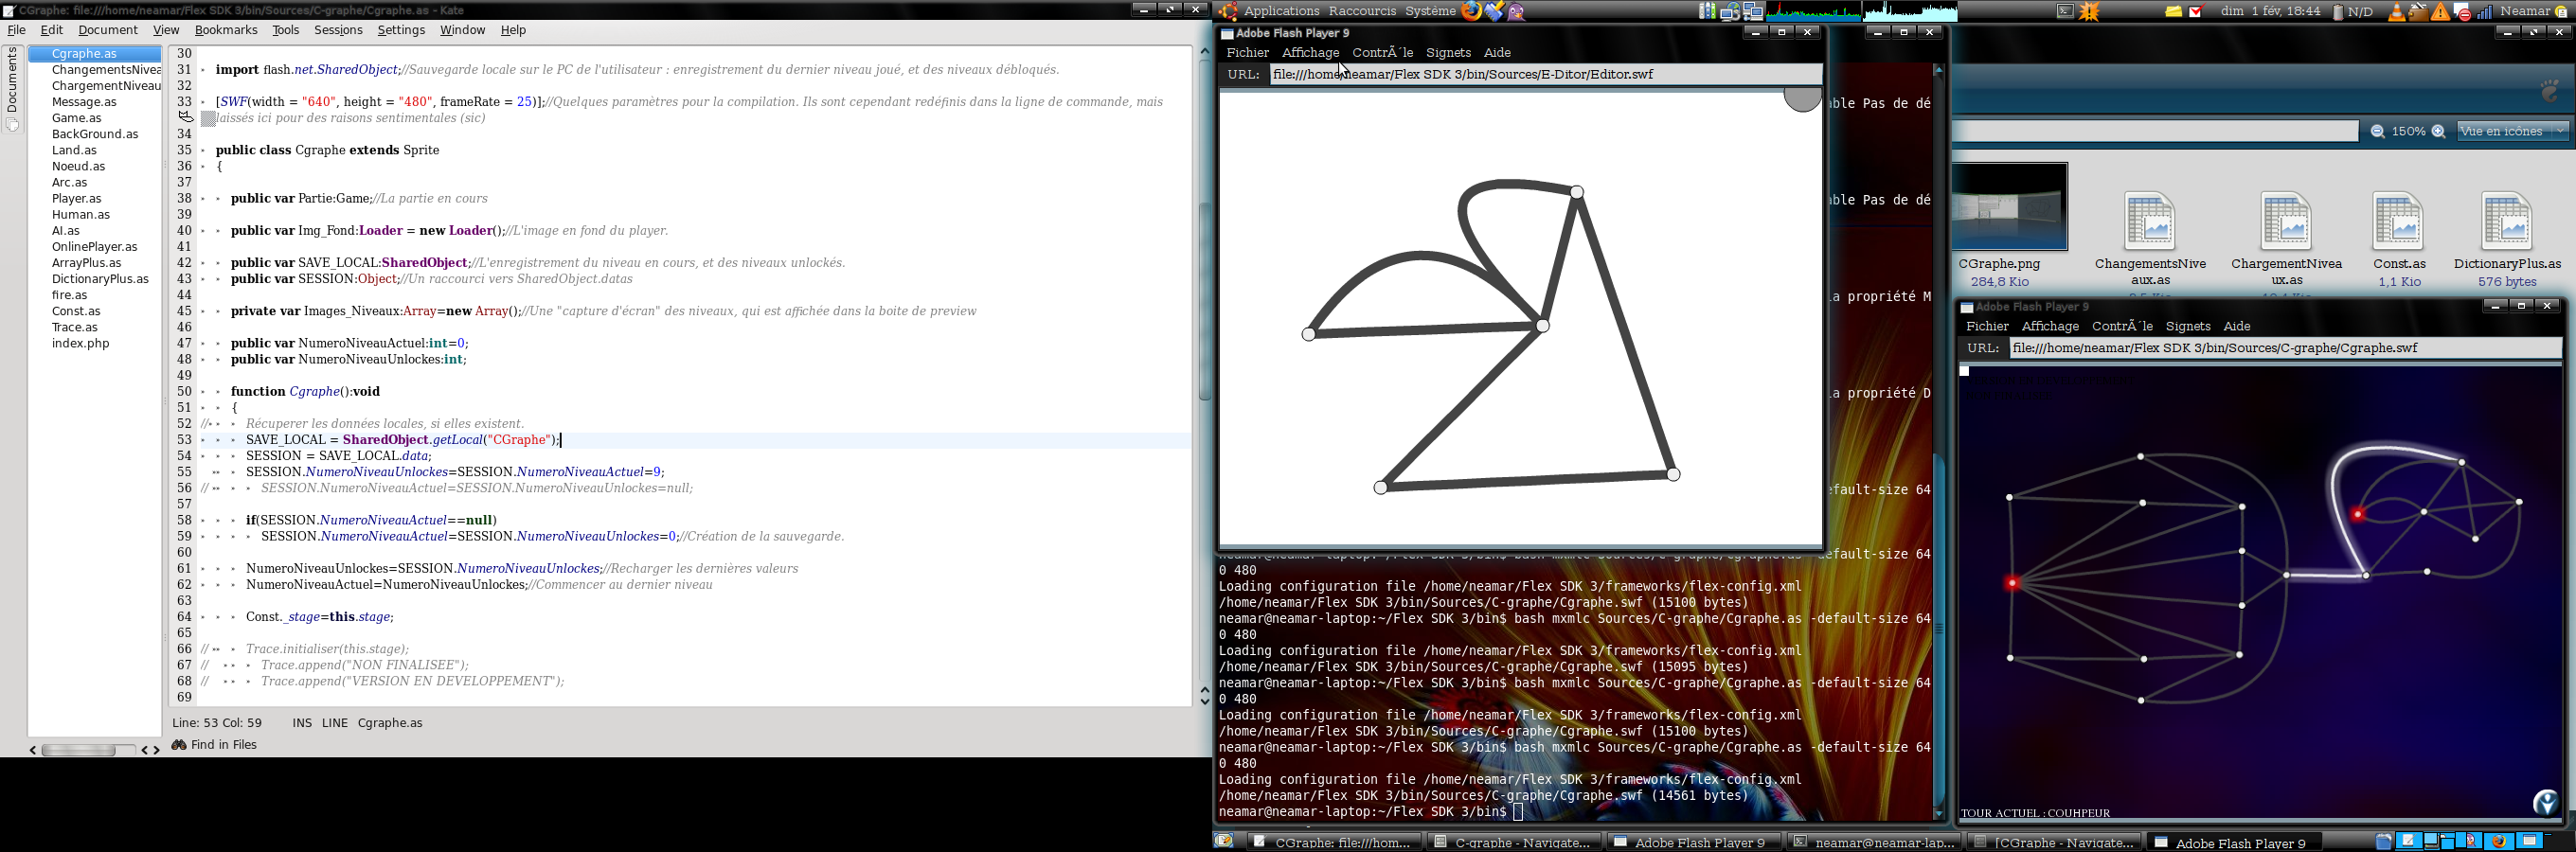 CGraphe: file:///home/neamar/Flex SDK 3/bin/Sources/C-graphe/Cgraphe.as - Kate
File Edit Document View Bookmarks Tools Sessions Settings Window Help
Documents
Cgraphe.as
ChangementsNivea
ChargementNiveau
Message.as
Game.as
BackGround.as
Land.as
Noeud.as
Arc.as
Player.as
Human.as
AI.as
OnlinePlayer.as
ArrayPlus.as
DictionaryPlus.as
fire.as
Const.as
Trace.as
index.php
30
31 import flash.net.SharedObject;//Sauvegarde locale sur le PC de l'utilisateur : enregistrement du dernier niveau joué, et des niveaux débloqués.
32
33 [SWF(width = "640", height = "480", frameRate = 25)];//Quelques paramètres pour la compilation. Ils sont cependant redéfinis dans la ligne de commande, mais
laissés ici pour des raisons sentimentales (sic)
34
35 public class Cgraphe extends Sprite
36 {
37
38 public var Partie:Game;//La partie en cours
39
40 public var Img_Fond:Loader = new Loader();//L'image en fond du player.
41
42 public var SAVE_LOCAL:SharedObject;//L'enregistrement du niveau en cours, et des niveaux unlockés.
43 public var SESSION:Object;//Un raccourci vers SharedObject.datas
44
45 private var Images_Niveaux:Array=new Array();//Une "capture d'écran" des niveaux, qui est affichée dans la boite de preview
46
47 public var NumeroNiveauActuel:int=0;
48 public var NumeroNiveauUnlockes:int;
49
50 function Cgraphe():void
51 {
52 // Récuperer les données locales, si elles existent.
53 SAVE_LOCAL = SharedObject.getLocal("CGraphe");
54 SESSION = SAVE_LOCAL.data;
55 SESSION.NumeroNiveauUnlockes=SESSION.NumeroNiveauActuel=9;
56 // SESSION.NumeroNiveauActuel=SESSION.NumeroNiveauUnlockes=null;
57
58 if(SESSION.NumeroNiveauActuel==null)
59 SESSION.NumeroNiveauActuel=SESSION.NumeroNiveauUnlockes=0;//Création de la sauvegarde.
60
61 NumeroNiveauUnlockes=SESSION.NumeroNiveauUnlockes;//Recharger les dernières valeurs
62 NumeroNiveauActuel=NumeroNiveauUnlockes;//Commencer au dernier niveau
63
64 Const._stage=this.stage;
65
66 // Trace.initialiser(this.stage);
67 // Trace.append("NON FINALISEE");
68 // Trace.append("VERSION EN DEVELOPPEMENT");
69
Line: 53 Col: 59 INS LINE Cgraphe.as
Find in Files
Applications Raccourcis Système
dim 1 fév, 18:44 N/D Neamar
Adobe Flash Player 9
Fichier Affichage ContrÃ´le Signets Aide
URL: file:///home/neamar/Flex SDK 3/bin/Sources/E-Ditor/Editor.swf
able Pas de dé
able Pas de dé
la propriété M
la propriété D
efault-size 64
neamar@neamar-laptop:~/Flex SDK 3/bin$ bash mxmlc Sources/C-graphe/Cgraphe.as -default-size 64
0 480
Loading configuration file /home/neamar/Flex SDK 3/frameworks/flex-config.xml
/home/neamar/Flex SDK 3/bin/Sources/C-graphe/Cgraphe.swf (15100 bytes)
neamar@neamar-laptop:~/Flex SDK 3/bin$ bash mxmlc Sources/C-graphe/Cgraphe.as -default-size 64
0 480
Loading configuration file /home/neamar/Flex SDK 3/frameworks/flex-config.xml
/home/neamar/Flex SDK 3/bin/Sources/C-graphe/Cgraphe.swf (15095 bytes)
neamar@neamar-laptop:~/Flex SDK 3/bin$ bash mxmlc Sources/C-graphe/Cgraphe.as -default-size 64
0 480
Loading configuration file /home/neamar/Flex SDK 3/frameworks/flex-config.xml
/home/neamar/Flex SDK 3/bin/Sources/C-graphe/Cgraphe.swf (15100 bytes)
neamar@neamar-laptop:~/Flex SDK 3/bin$ bash mxmlc Sources/C-graphe/Cgraphe.as -default-size 64
0 480
Loading configuration file /home/neamar/Flex SDK 3/frameworks/flex-config.xml
/home/neamar/Flex SDK 3/bin/Sources/C-graphe/Cgraphe.swf (14561 bytes)
neamar@neamar-laptop:~/Flex SDK 3/bin$
150% Vue en icônes
CGraphe.png
284,8 Kio
ChangementsNive
aux.as
ChargementNivea
ux.as
Const.as
1,1 Kio
DictionaryPlus.as
576 bytes
Adobe Flash Player 9
Fichier Affichage ContrÃ´le Signets Aide
URL: file:///home/neamar/Flex SDK 3/bin/Sources/C-graphe/Cgraphe.swf
TOUR ACTUEL : COUHPEUR
CGraphe: file:///hom...
C-graphe - Navigate...
Adobe Flash Player 9
neamar@neamar-lap...
[CGraphe - Navigate...
Adobe Flash Player 9